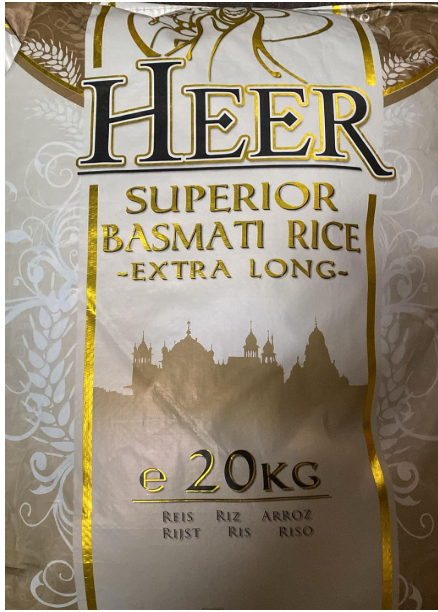 HEER
SUPERIOR
BASMATI RICE
-EXTRA LONG-
e 20KG
REIS RIZ ARROZ
RIJST RIS RISO